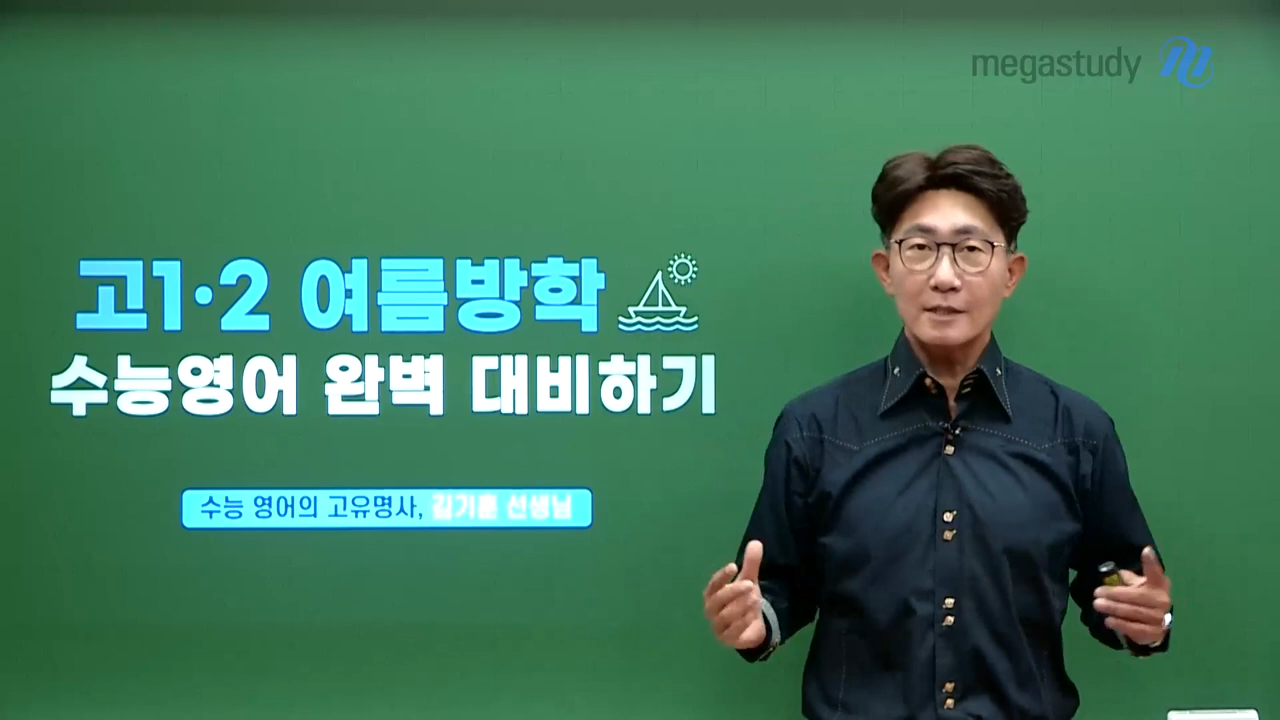 megastudy
고1·2 여름방학
수능영어 완벽 대비하기
수능 영어의 고유명사, 김기훈 선생님